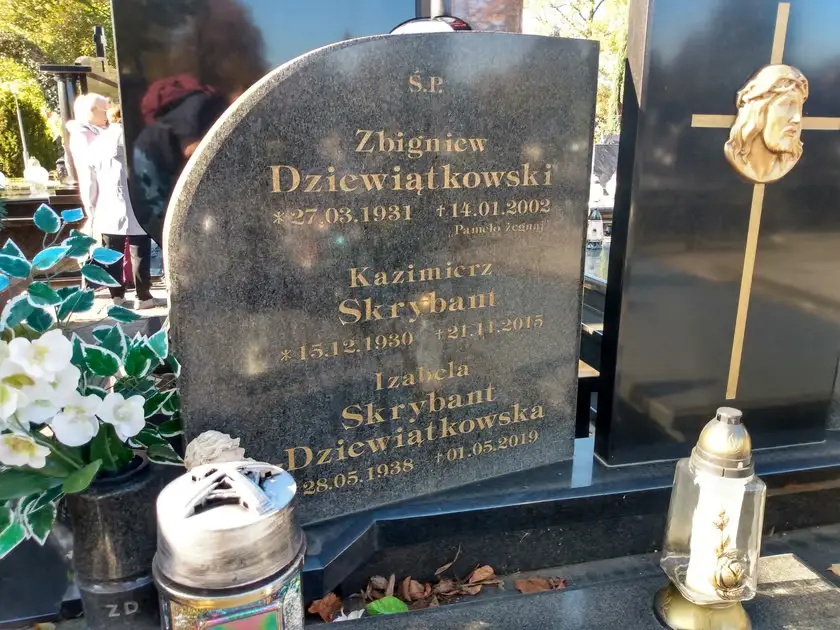 Ś.P.
Zbigniew
Dziewiątkowski
*27.03.1931 †14.01.2002
„Pamelo żegnaj"
Kazimierz
Skrybant
*15.12.1930 †21.11.2015
Izabela
Skrybant
Dziewiątkowska
*28.05.1938 †01.05.2019
ZD